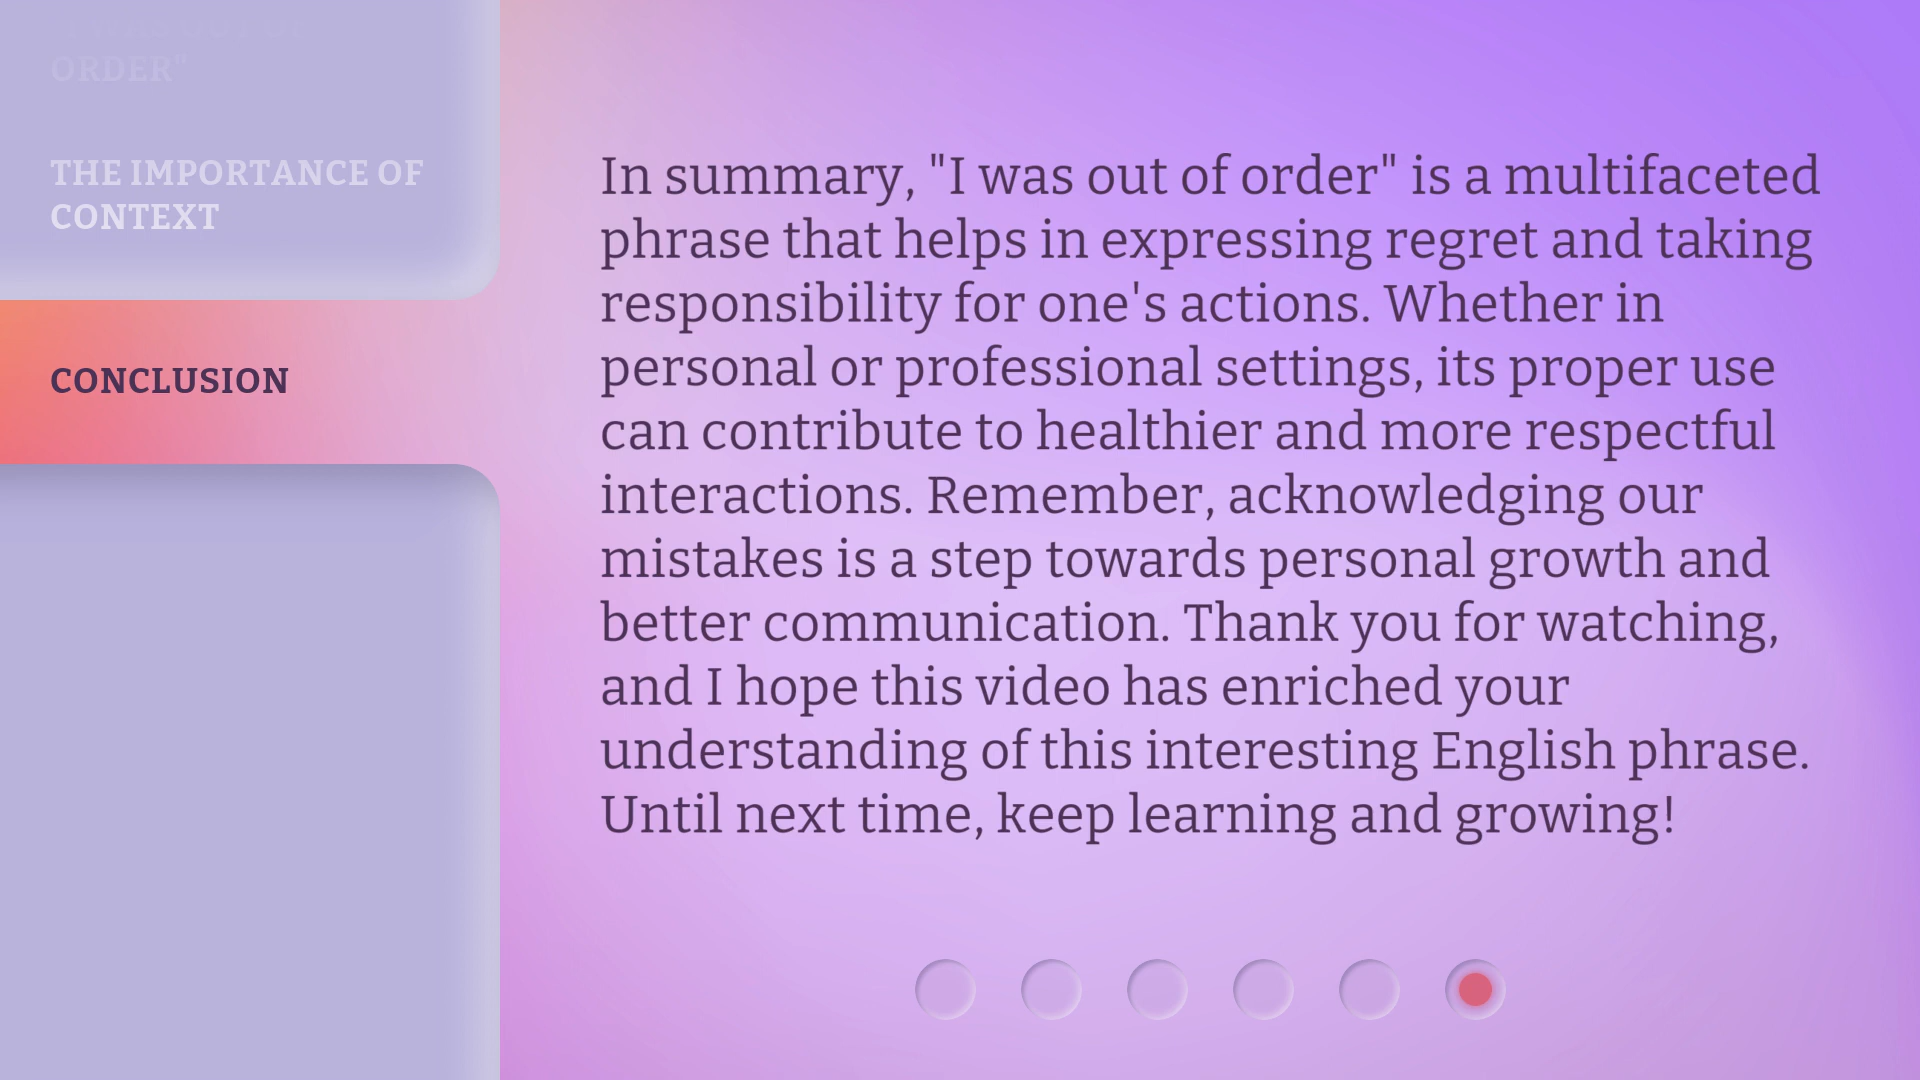 ORDER"
THE IMPORTANCE OF
CONTEXT
CONCLUSION
In summary, "I was out of order" is a multifaceted
phrase that helps in expressing regret and taking
responsibility for one's actions. Whether in
personal or professional settings, its proper use
can contribute to healthier and more respectful
interactions. Remember, acknowledging our
mistakes is a step towards personal growth and
better communication. Thank you for watching,
and I hope this video has enriched your
understanding of this interesting English phrase.
Until next time, keep learning and growing!